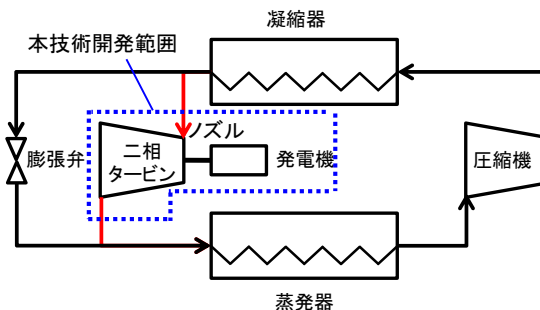 凝縮器
本技術開発範囲
ノズル
二相
タービン
発電機
膨張弁
圧縮機
蒸発器